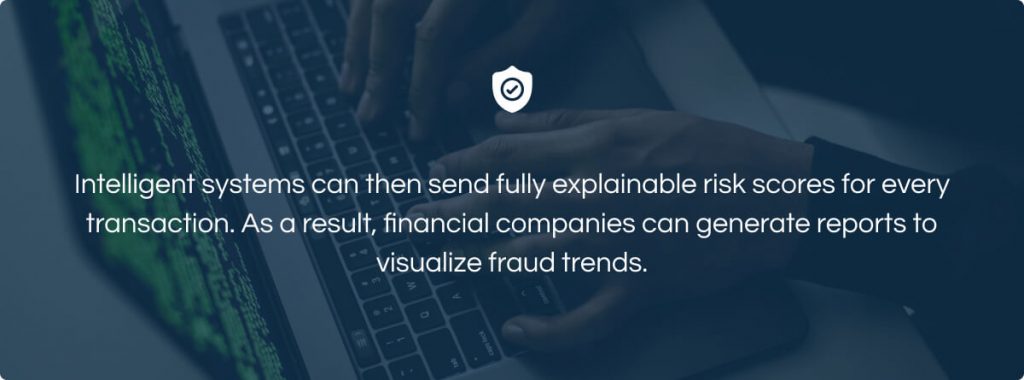 Intelligent systems can then send fully explainable risk scores for every
transaction. As a result, financial companies can generate reports to
visualize fraud trends.